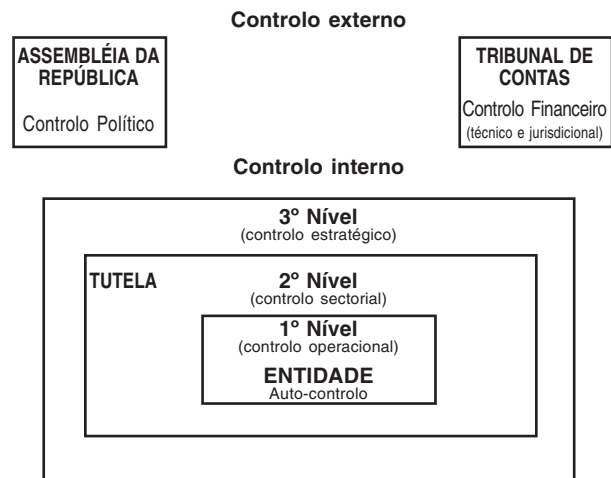 Controlo externo
ASSEMBLÉIA DA
REPÚBLICA
Controlo Político
TRIBUNAL DE
CONTAS
Controlo Financeiro
(técnico e jurisdicional)
Controlo interno
3º Nível
(controlo estratégico)
TUTELA
2º Nível
(controlo sectorial)
1º Nível
(controlo operacional)
ENTIDADE
Auto-controlo